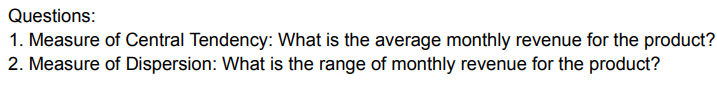 Questions:
1. Measure of Central Tendency: What is the average monthly revenue for the product?
2. Measure of Dispersion: What is the range of monthly revenue for the product?